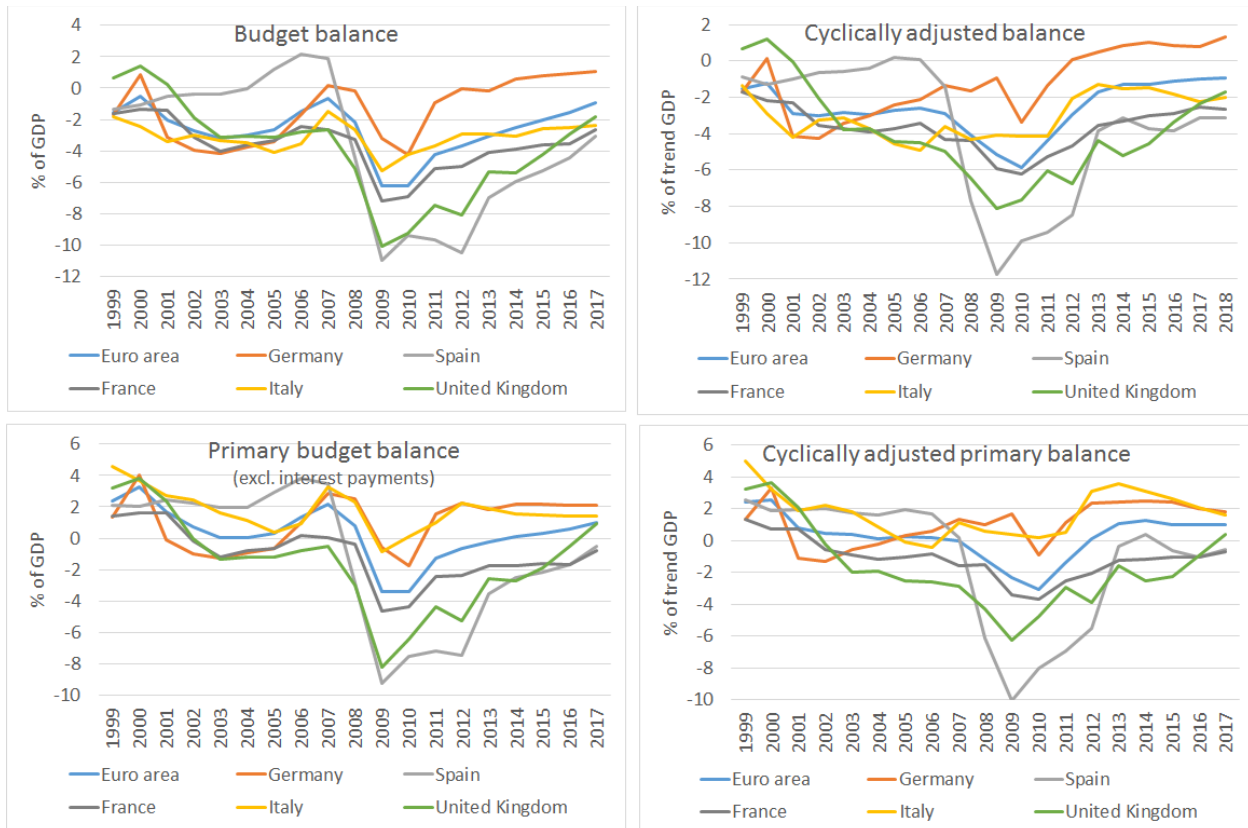 Budget balance
% of GDP
4
2
0
-2
-4
-6
-8
-10
-12
1999 2000 2001 2002 2003 2004 2005 2006 2007 2008 2009 2010 2011 2012 2013 2014 2015 2016 2017
Euro area Germany Spain
France Italy United Kingdom
Cyclically adjusted balance
% of trend GDP
2
0
-2
-4
-6
-8
-10
-12
1999 2000 2001 2002 2003 2004 2005 2006 2007 2008 2009 2010 2011 2012 2013 2014 2015 2016 2017 2018
Euro area Germany Spain
France Italy United Kingdom
Primary budget balance
(excl. interest payments)
% of GDP
6
4
2
0
-2
-4
-6
-8
-10
1999 2000 2001 2002 2003 2004 2005 2006 2007 2008 2009 2010 2011 2012 2013 2014 2015 2016 2017
Euro area Germany Spain
France Italy United Kingdom
Cyclically adjusted primary balance
% of trend GDP
6
4
2
0
-2
-4
-6
-8
-10
1999 2000 2001 2002 2003 2004 2005 2006 2007 2008 2009 2010 2011 2012 2013 2014 2015 2016 2017
Euro area Germany Spain
France Italy United Kingdom